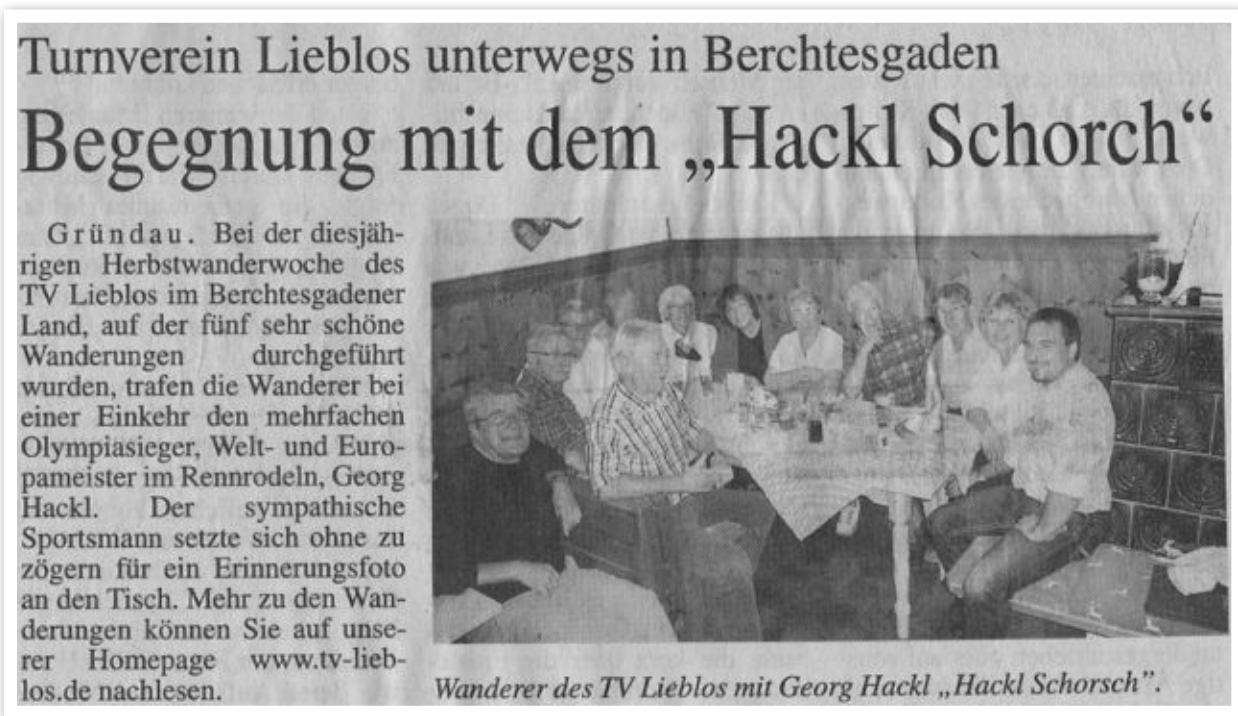 Turnverein Lieblos unterwegs in Berchtesgaden
Begegnung mit dem „Hackl Schorch“
Gründau. Bei der diesjäh-
rigen Herbstwanderwoche des
TV Lieblos im Berchtesgadener
Land, auf der fünf sehr schöne
Wanderungen durchgeführt
wurden, trafen die Wanderer bei
einer Einkehr den mehrfachen
Olympiasieger, Welt- und Euro-
pameister im Rennrodeln, Georg
Hackl. Der sympathische
Sportsmann setzte sich ohne zu
zögern für ein Erinnerungsfoto
an den Tisch. Mehr zu den Wan-
derungen können Sie auf unse-
rer Homepage www.tv-lieb-
los.de nachlesen.
Wanderer des TV Lieblos mit Georg Hackl „Hackl Schorsch”.